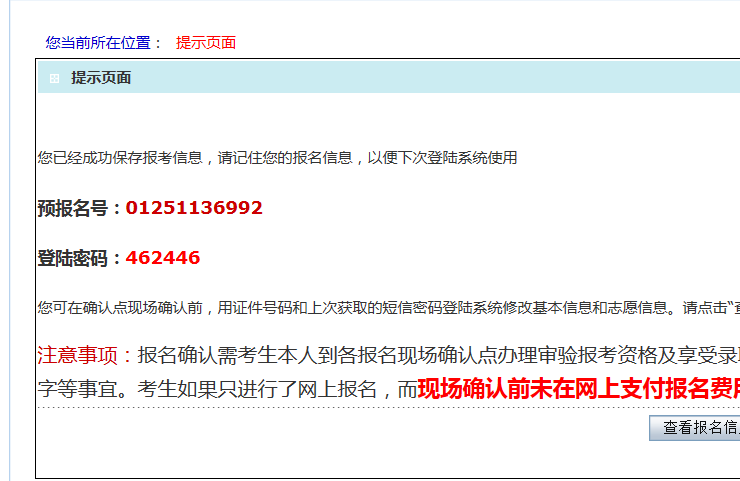 您当前所在位置： 提示页面
提示页面
您已经成功保存报考信息，请记住您的报名信息，以便下次登陆系统使用
预报名号：01251136992
登陆密码：462446
您可在确认点现场确认前，用证件号码和上次获取的短信密码登陆系统修改基本信息和志愿信息。请点击“
注意事项：报名确认需考生本人到各报名现场确认点办理审验报考资格及享受录
字等事宜。考生如果只进行了网上报名，而现场确认前未在网上支付报名费
查看报名信